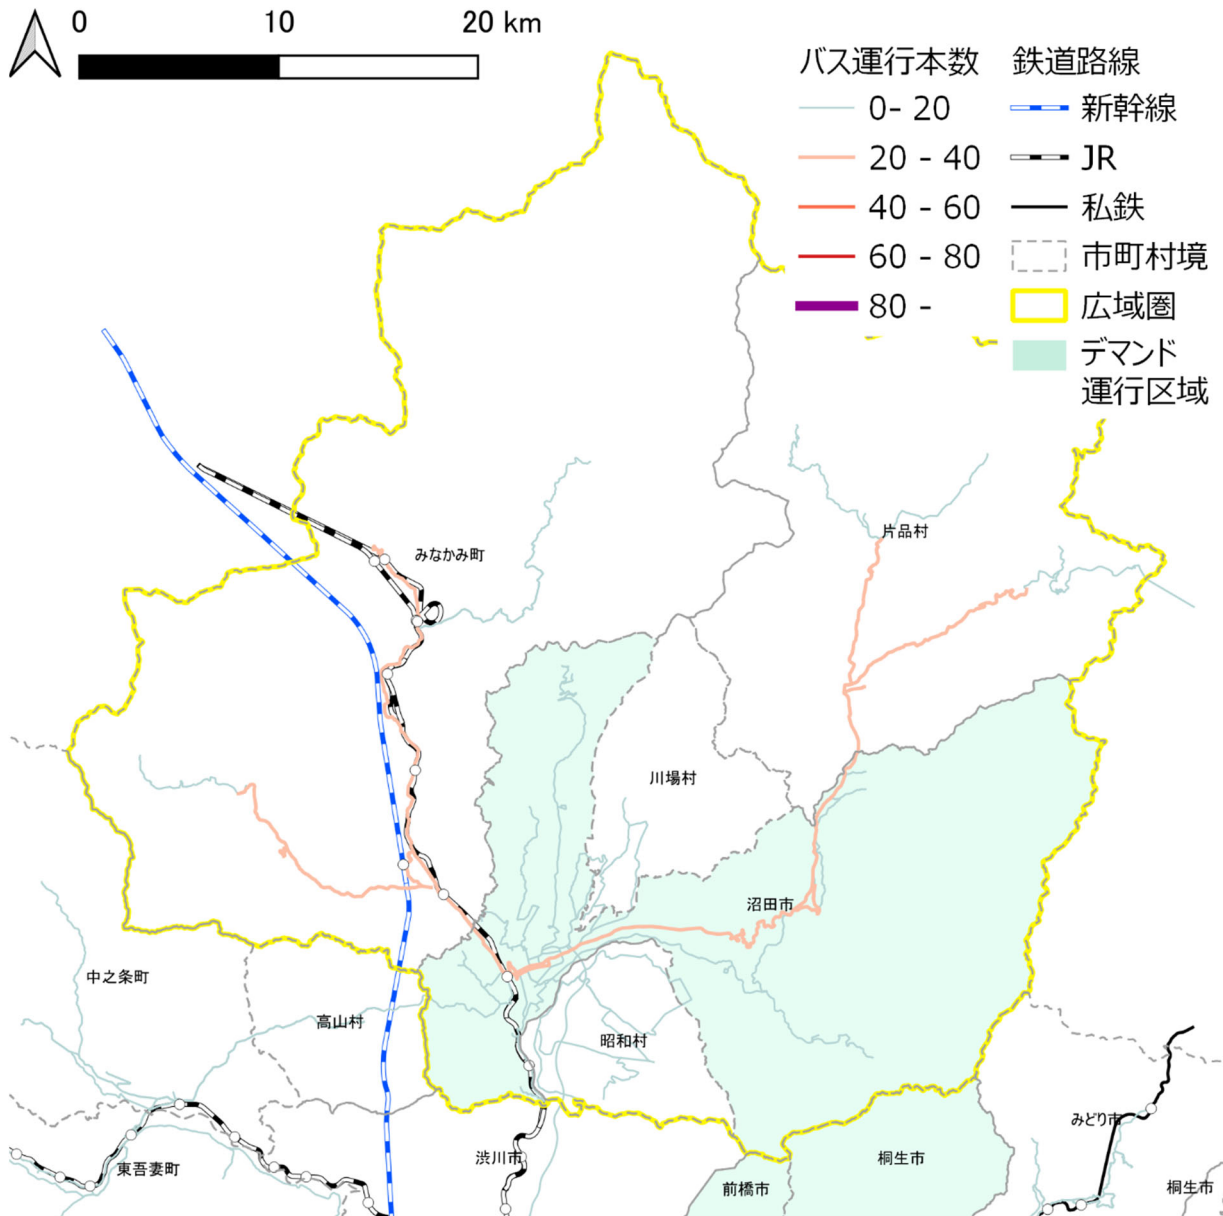 0 10 20 km
バス運行本数
0- 20
20 - 40
40 - 60
60 - 80
80 -
鉄道路線
新幹線
JR
私鉄
市町村境
広域圏
デマンド
運行区域
片品村
みなかみ町
川場村
沼田市
中之条町
高山村
昭和村
みどり市
渋川市
桐生市
東吾妻町
前橋市
桐生市